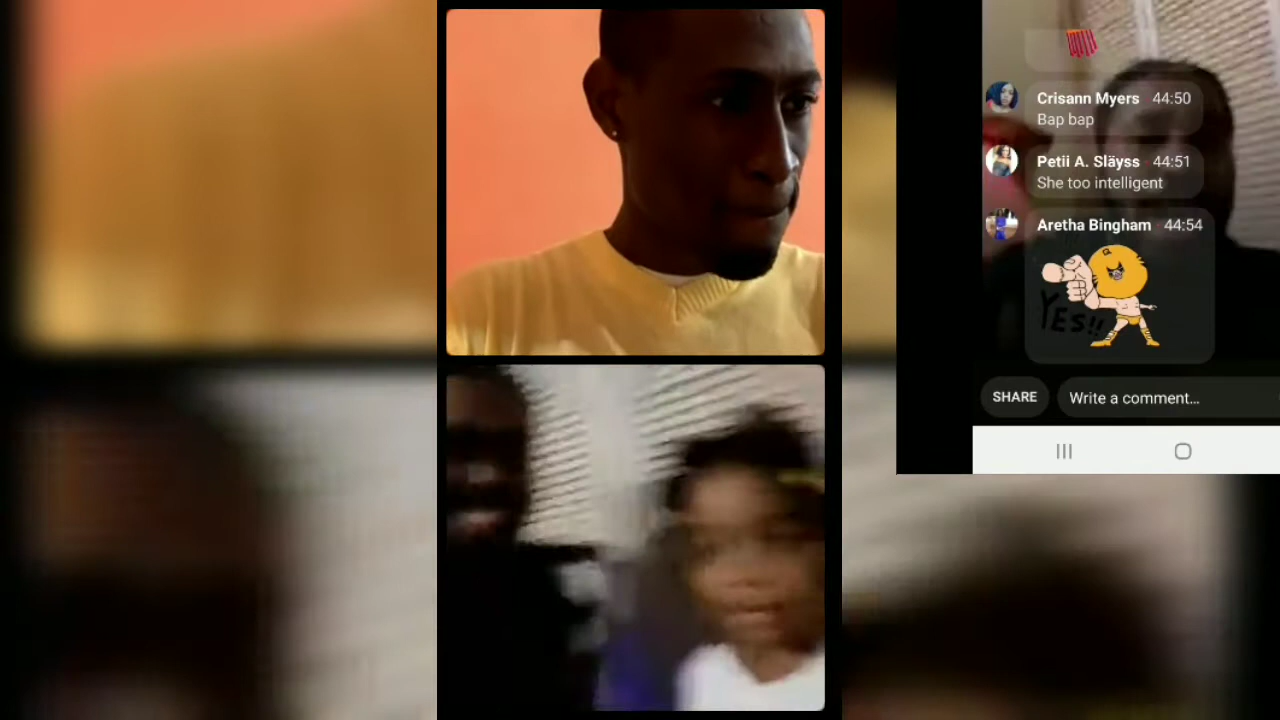 Crisann Myers 44:50
Bap bap
Petii A. Släyss 44:51
She too intelligent
Aretha Bingham 44:54
YES!!
SHARE
Write a comment...